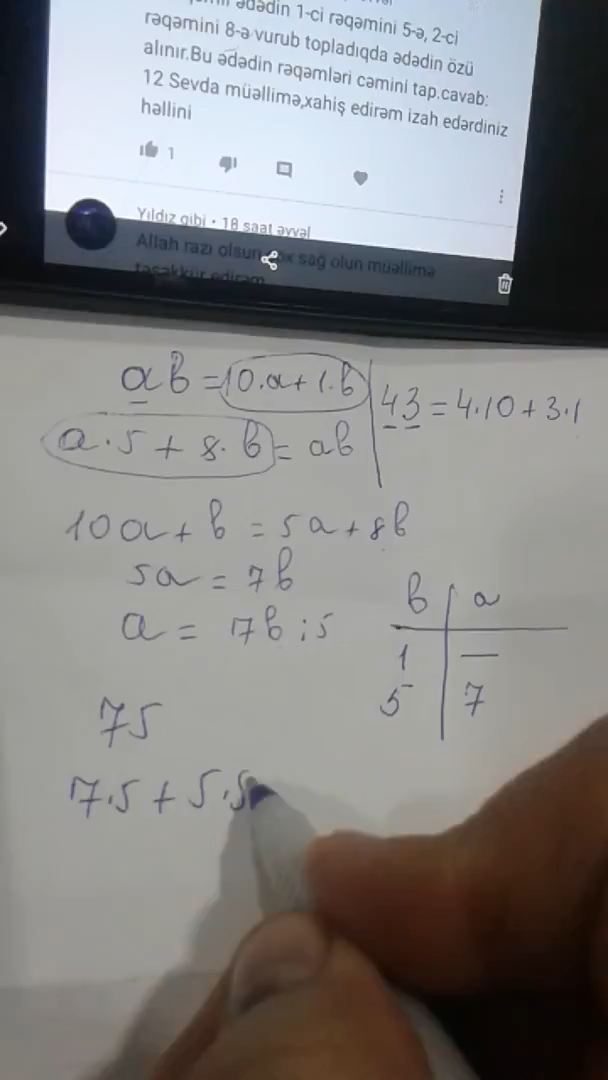 ədədin 1-ci rəqəmini 5-ə, 2-ci
rəqəmini 8-ə vurub topladıqda ədədin özü
alınır.Bu ədədin rəqəmləri cəmini tap.cavab:
12 Sevda müəllimə,xahiş edirəm izah edərdiniz
həllini
1
Yıldız gibi • 18 saat əvvəl
Allah razı olsun sağ olun müəllimə
təşəkkür edirəm
ab = 10.a + 1.b
43 = 4.10 + 3.1
a.5 + 8.b = ab
10a + b = 5a + 8b
5a = 7b
a = 7b:5
b a
1 —
5 7
75
7.5 + 5.